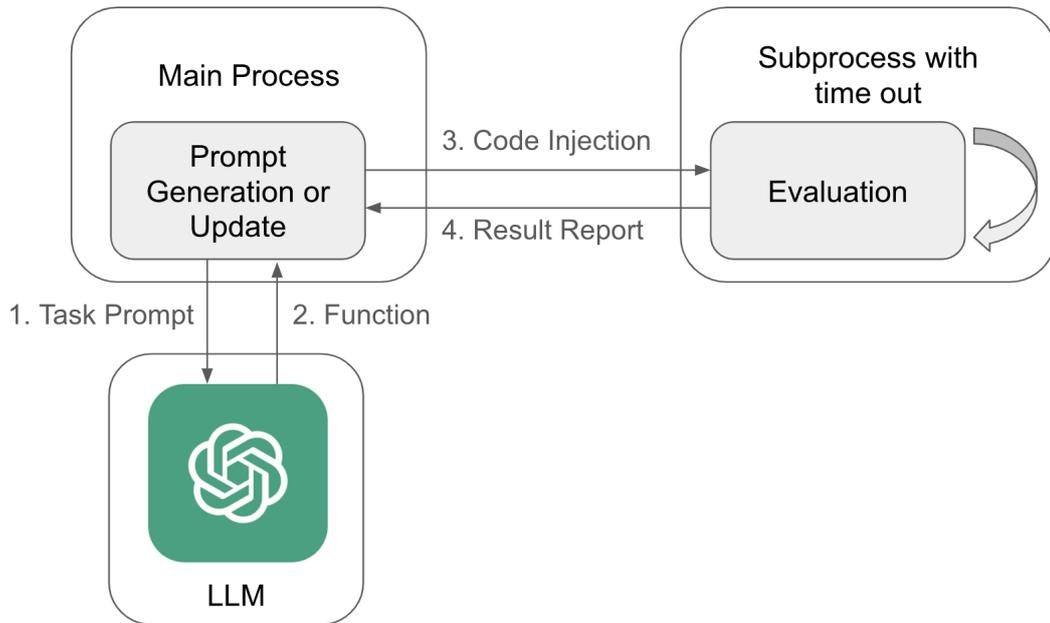 Main Process
Prompt
Generation or
Update
3. Code Injection
4. Result Report
Subprocess with
time out
Evaluation
1. Task Prompt
2. Function
LLM